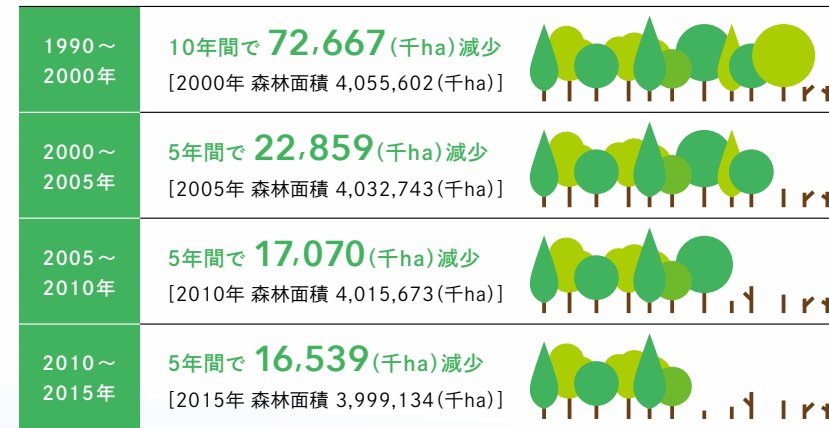 1990～
2000年
10年間で 72,667(千ha)減少
[2000年 森林面積 4,055,602(千ha)]
2000～
2005年
5年間で 22,859(千ha)減少
[2005年 森林面積 4,032,743(千ha)]
2005～
2010年
5年間で 17,070(千ha)減少
[2010年 森林面積 4,015,673(千ha)]
2010～
2015年
5年間で 16,539(千ha)減少
[2015年 森林面積 3,999,134(千ha)]